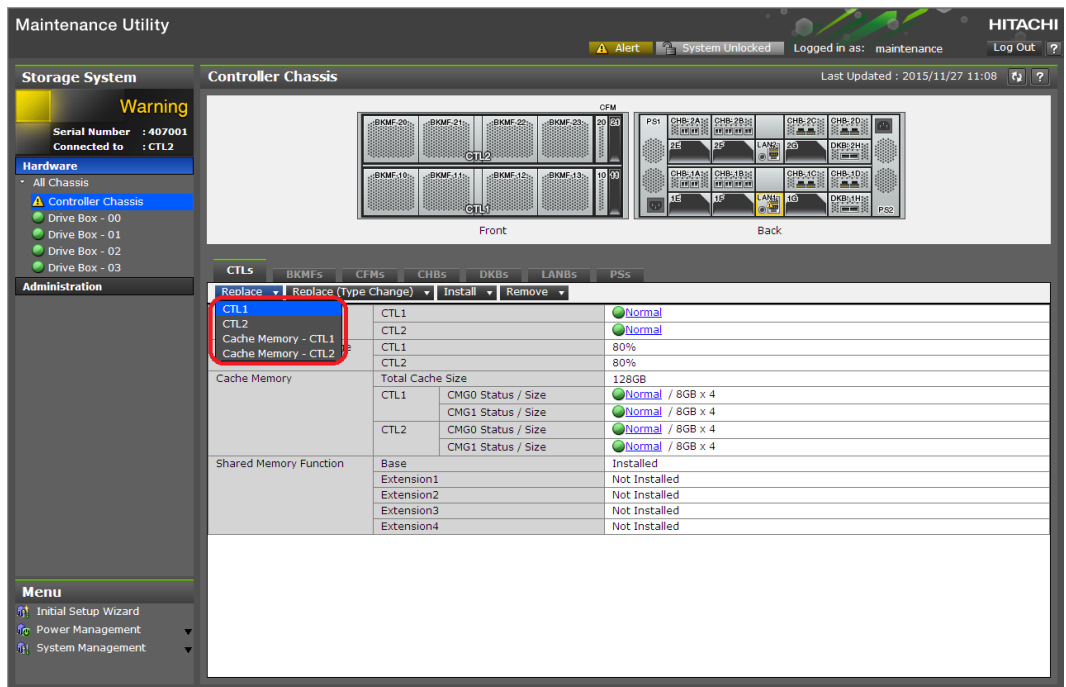 Maintenance Utility
HITACHI
Alert System Unlocked Logged in as: maintenance Log Out ?
Storage System
Warning
Serial Number : 407001
Connected to : CTL2
Hardware
All Chassis
Controller Chassis
Drive Box - 00
Drive Box - 01
Drive Box - 02
Drive Box - 03
Administration
Menu
Initial Setup Wizard
Power Management
System Management
Controller Chassis
Last Updated : 2015/11/27 11:08 ?
CFM
BKMF-20 BKMF-21 BKMF-22 BKMF-23 20 21
CTL2
BKMF-10 BKMF-11 BKMF-12 BKMF-13 10
CTL1
Front
PS1 CHB-2A CHB-2B CHB-2C CHB-2D
2E 2F LAN2 2G DKB-2H
CHB-1A CHB-1B CHB-1C CHB-1D
1E 1F LAN1 1G DKB-1H PS2
Back
CTLs BKMFs CFMs CHBs DKBs LANBs PSs
Replace Replace (Type Change) Install Remove
CTL1
CTL2
Cache Memory - CTL1
Cache Memory - CTL2
CTL1 Normal
CTL2 Normal
CTL1 80%
CTL2 80%
Cache Memory Total Cache Size 128GB
CTL1 CMG0 Status / Size Normal / 8GB x 4
CMG1 Status / Size Normal / 8GB x 4
CTL2 CMG0 Status / Size Normal / 8GB x 4
CMG1 Status / Size Normal / 8GB x 4
Shared Memory Function Base Installed
Extension1 Not Installed
Extension2 Not Installed
Extension3 Not Installed
Extension4 Not Installed